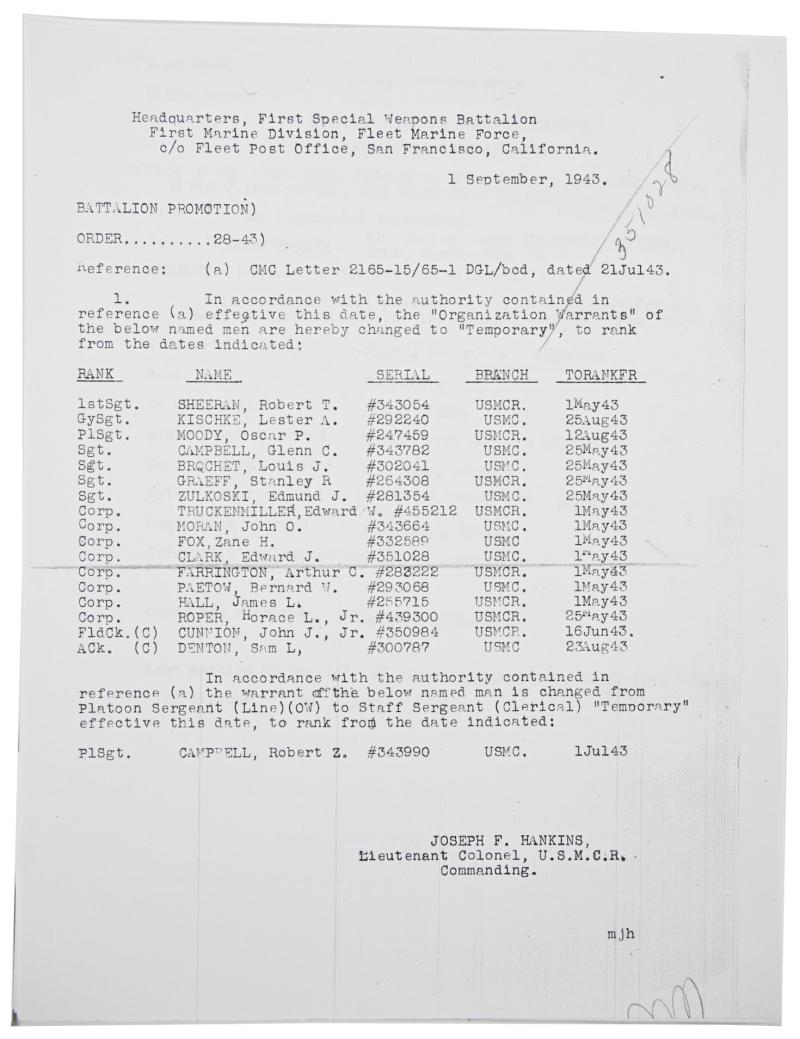 Headquarters, First Special Weapons Battalion
First Marine Division, Fleet Marine Force,
c/o Fleet Post Office, San Francisco, California.
1 September, 1943.
351028
BATTALION PROMOTION)
ORDER..........28-43)
Reference: (a) CMC Letter 2165-15/65-1 DGL/bcd, dated 21Jul43.
1. In accordance with the authority contained in
reference (a) effective this date, the "Organization Warrants" of
the below named men are hereby changed to "Temporary", to rank
from the dates indicated:
RANK NAME SERIAL BRANCH TORANKFR
1stSgt. SHEERAN, Robert T. #343054 USMCR. 1May43
GySgt. KISCHKE, Lester A. #292240 USMC. 25Aug43
PlSgt. MOODY, Oscar P. #247459 USMCR. 12Aug43
Sgt. CAMPBELL, Glenn C. #343782 USMC. 25May43
Sgt. BROCHET, Louis J. #302041 USMC. 25May43
Sgt. GRAEFF, Stanley R #264308 USMCR. 25May43
Sgt. ZULKOSKI, Edmund J. #281354 USMC. 25May43
Corp. TRUCKENMILLER,Edward W. #455212 USMCR. 1May43
Corp. MORAN, John O. #343664 USMC. 1May43
Corp. FOX,Zane H. #332589 USMC 1May43
Corp. CLARK, Edward J. #351028 USMC. 1May43
Corp. FARRINGTON, Arthur C. #283222 USMCR. 1May43
Corp. PAETOW, Bernard W. #293068 USMC. 1May43
Corp. HALL, James L. #255715 USMCR. 1May43
Corp. ROPER, Horace L., Jr. #439300 USMCR. 25May43
FldCk.(C) CUNNION, John J., Jr. #350984 USMCR. 16Jun43.
ACk. (C) DENTON, Sam L, #300787 USMC 23Aug43
In accordance with the authority contained in
reference (a) the warrant of the below named man is changed from
Platoon Sergeant (Line)(OW) to Staff Sergeant (Clerical) "Temporary"
effective this date, to rank from the date indicated:
PlSgt. CAMPBELL, Robert Z. #343990 USMC. 1Jul43
JOSEPH F. HANKINS,
Lieutenant Colonel, U.S.M.C.R.
Commanding.
mjh